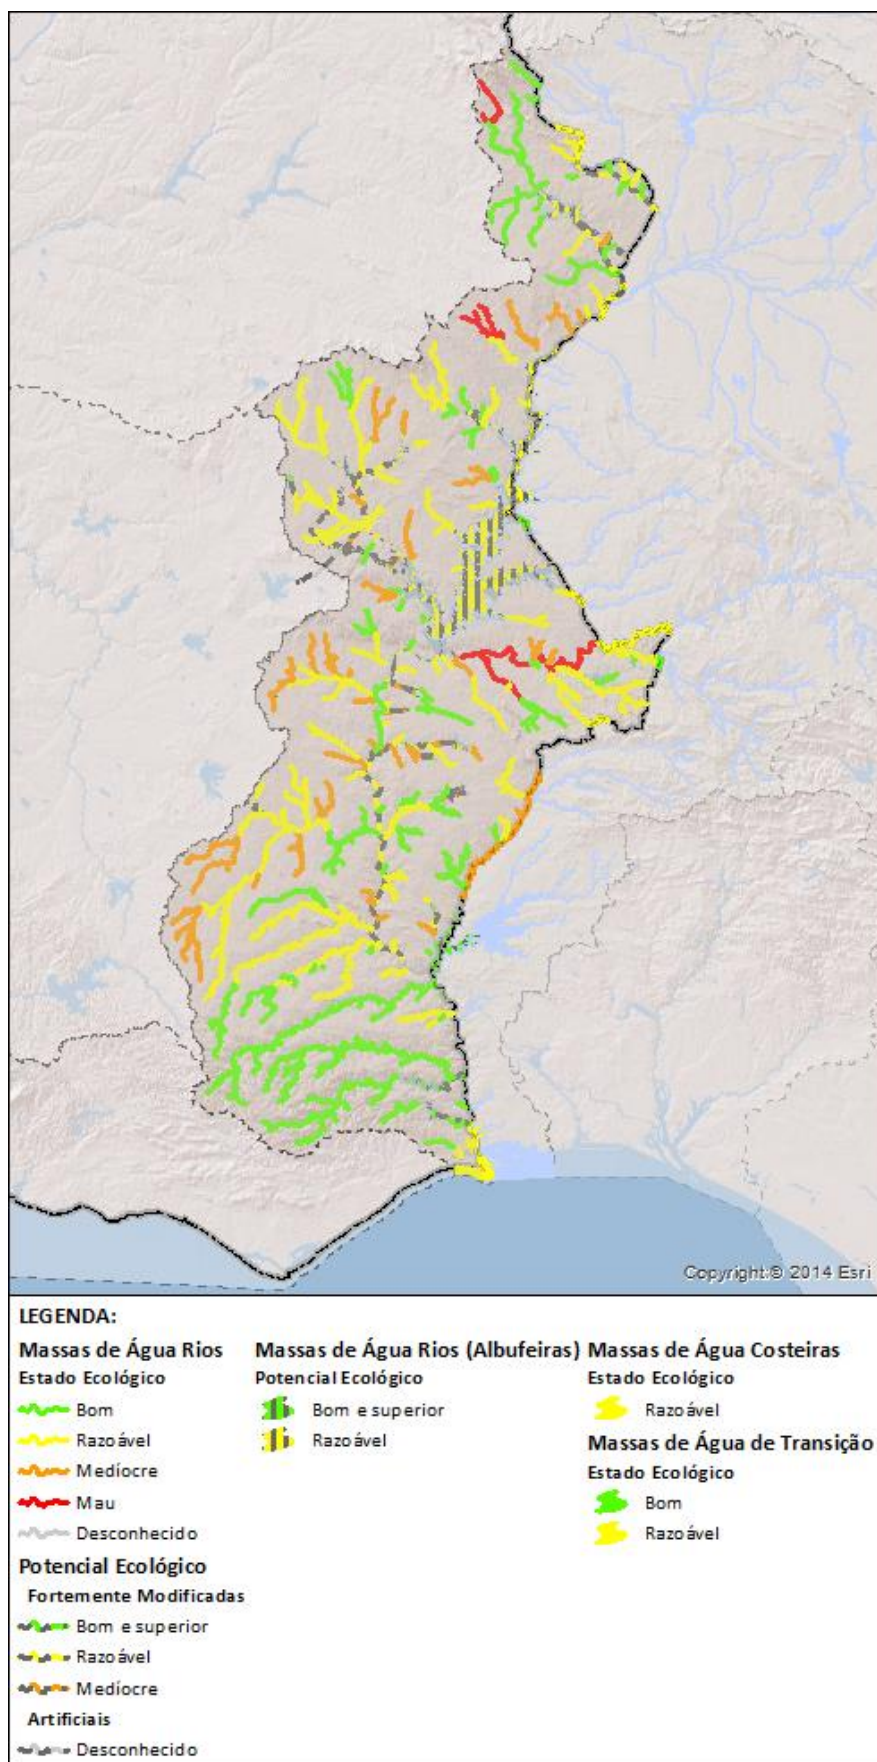 Copyright:© 2014 Esri
LEGENDA:
Massas de Água Rios
Estado Ecológico
Bom
Razoável
Medíocre
Mau
Desconhecido
Potencial Ecológico
Fortemente Modificadas
Bom e superior
Razoável
Medíocre
Artificiais
Desconhecido
Massas de Água Rios (Albufeiras)
Potencial Ecológico
Bom e superior
Razoável
Massas de Água Costeiras
Estado Ecológico
Razoável
Massas de Água de Transição
Estado Ecológico
Bom
Razoável